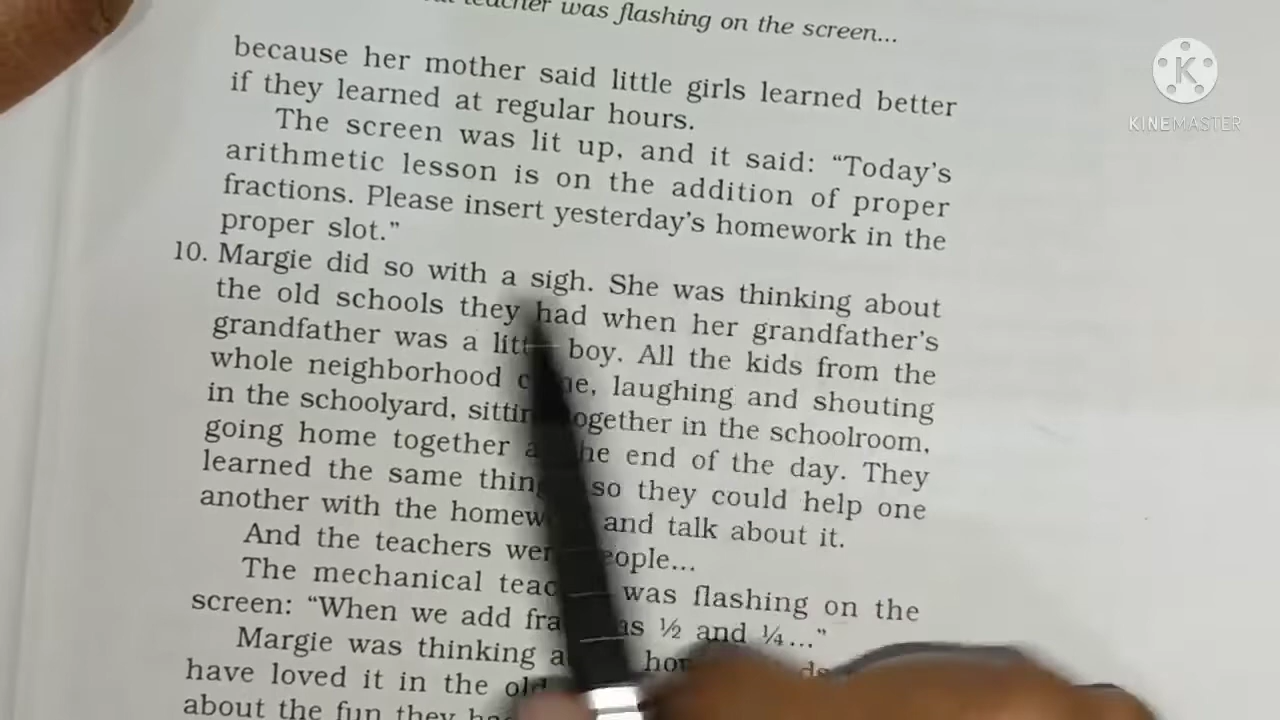 teacher was flashing on the screen...
because her mother said little girls learned better
if they learned at regular hours.
The screen was lit up, and it said: “Today’s
arithmetic lesson is on the addition of proper
fractions. Please insert yesterday’s homework in the
proper slot.”
10. Margie did so with a sigh. She was thinking about
the old schools they had when her grandfather’s
grandfather was a boy. All the kids from the
whole neighborhood laughing and shouting
in the schoolyard, together in the schoolroom,
going home together the end of the day. They
learned the same so they could help one
another with the and talk about it.
And the teachers
The mechanical was flashing on the
screen: “When we add ½ and ¼...”
Margie was thinking
have loved it in the old
about the fun they
KINEMASTER